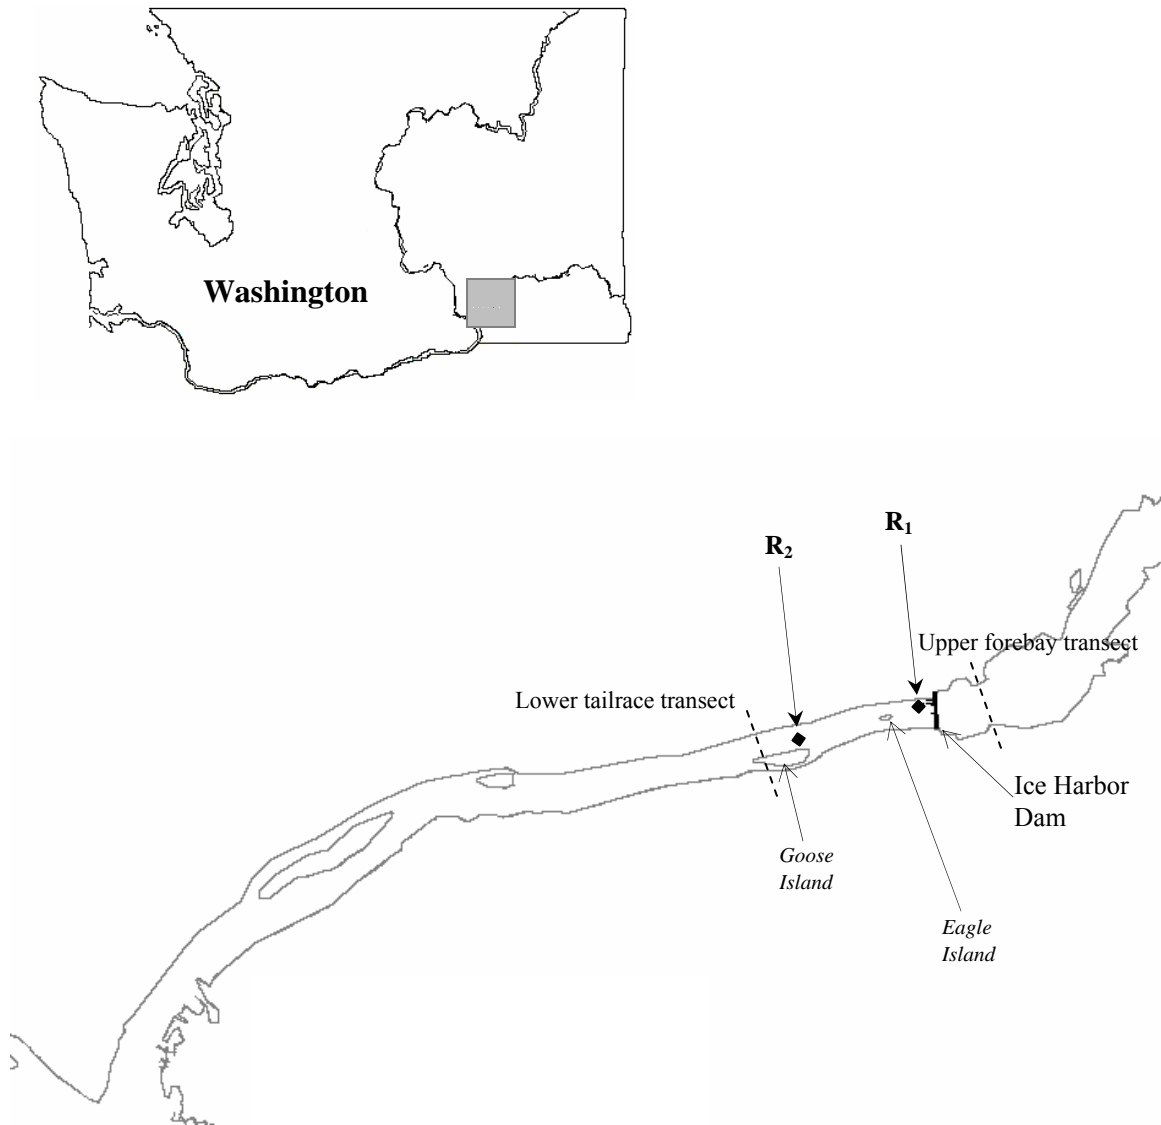 Washington
R₁
R₂
Upper forebay transect
Lower tailrace transect
Ice Harbor
Dam
Goose
Island
Eagle
Island